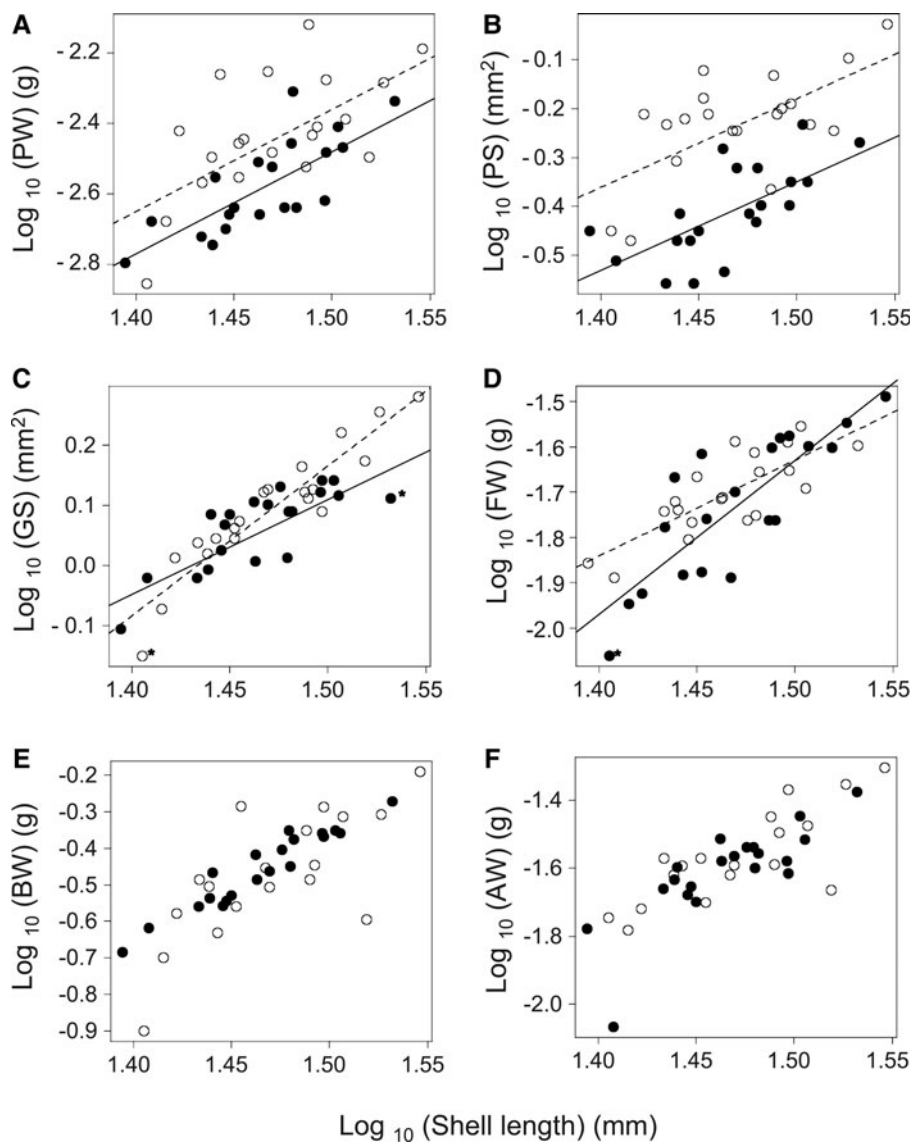 A
B
Log 10 (PW) (g)
- 2.2
- 2.4
- 2.6
- 2.8
1.40 1.45 1.50 1.55
Log 10 (PS) (mm2)
-0.1
-0.2
-0.3
-0.4
-0.5
1.40 1.45 1.50 1.55
C
D
Log 10 (GS) (mm2)
0.2
0.1
0.0
- 0.1
*
*
1.40 1.45 1.50 1.55
Log 10 (FW) (g)
-1.5
-1.6
-1.7
-1.8
-1.9
-2.0
*
1.40 1.45 1.50 1.55
E
F
Log 10 (BW) (g)
-0.2
-0.3
-0.4
-0.5
-0.6
-0.7
-0.8
-0.9
1.40 1.45 1.50 1.55
Log 10 (AW) (g)
-1.4
-1.6
-1.8
-2.0
1.40 1.45 1.50 1.55
Log 10 (Shell length) (mm)